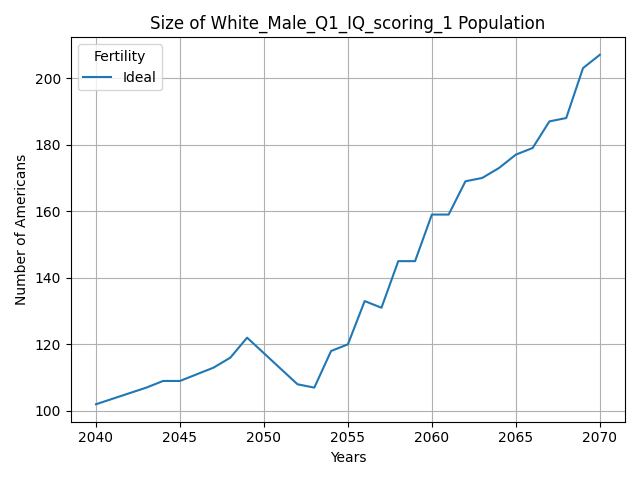 Size of White_Male_Q1_IQ_scoring_1 Population
Fertility
Ideal
Number of Americans
200
180
160
140
120
100
2040 2045 2050 2055 2060 2065 2070
Years